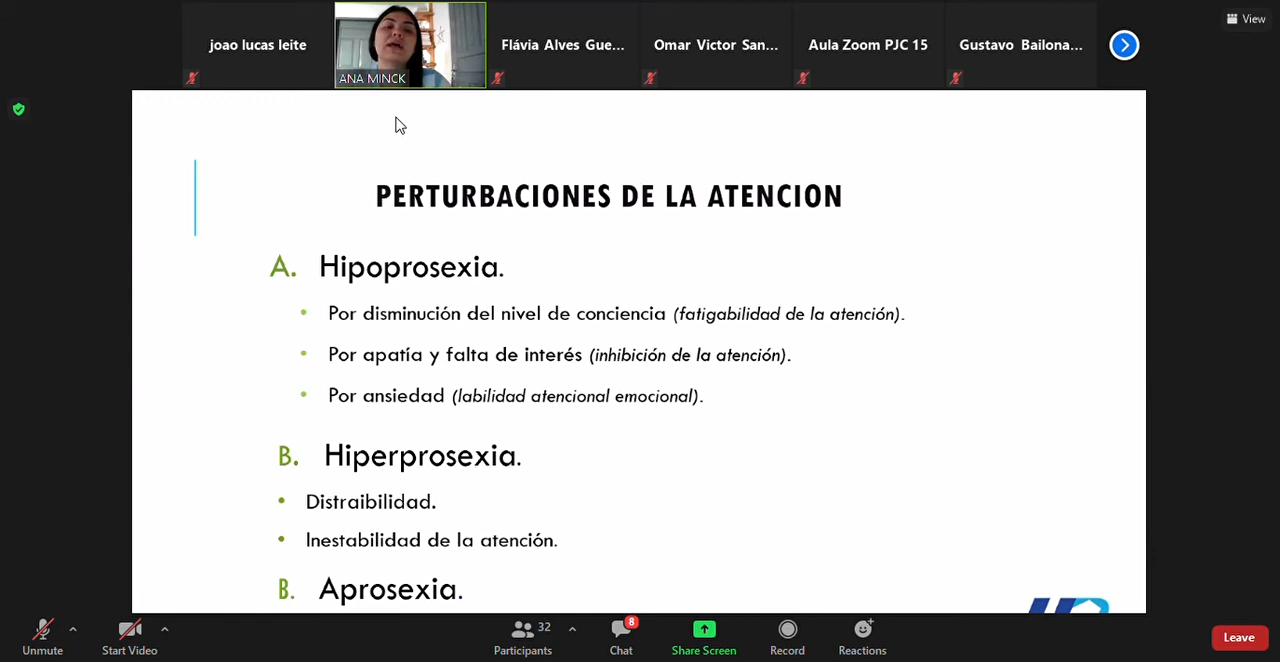 View
joao lucas leite
ANA MINCK
Flávia Alves Gue...
Omar Victor San...
Aula Zoom PJC 15
Gustavo Bailona...
PERTURBACIONES DE LA ATENCION
A. Hipoprosexia.
• Por disminución del nivel de conciencia (fatigabilidad de la atención).
• Por apatía y falta de interés (inhibición de la atención).
• Por ansiedad (labilidad atencional emocional).
B. Hiperprosexia.
• Distraibilidad.
• Inestabilidad de la atención.
B. Aprosexia.
Unmute
Start Video
32
Participants
8
Chat
Share Screen
Record
Reactions
Leave